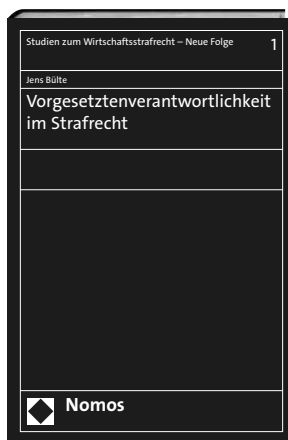 Studien zum Wirtschaftsstrafrecht – Neue Folge 1
Jens Bülte
Vorgesetztenverantwortlichkeit
im Strafrecht
Nomos